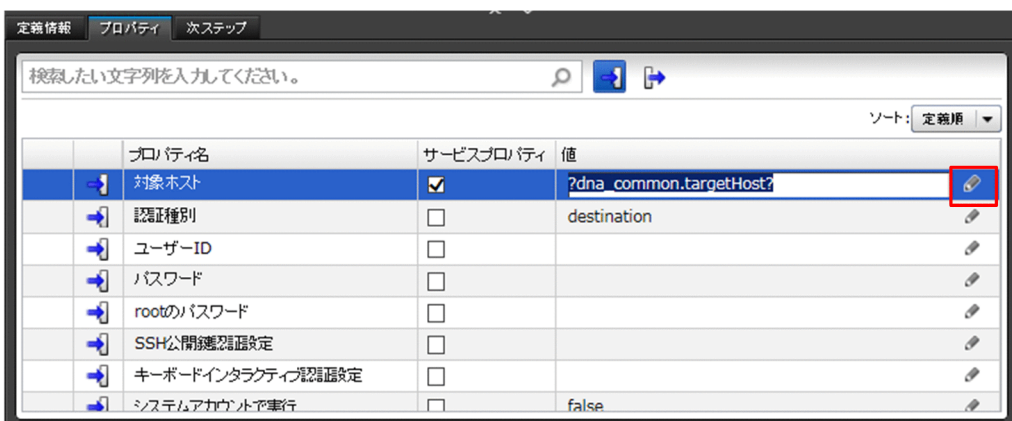 定義情報 プロパティ 次ステップ
検索したい文字列を入力してください。
ソート: 定義順
プロパティ名 サービスプロパティ 値
対象ホスト ?dna_common.targetHost?
認証種別 destination
ユーザーID
パスワード
rootのパスワード
SSH公開鍵認証設定
キーボードインタラクティブ認証設定
システムアカウントで実行 false